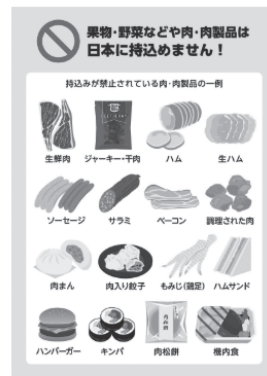 果物・野菜などや肉・肉製品は
日本に持込めません！
持込みが禁止されている肉・肉製品の一例
生鮮肉 ジャーキー・干肉 ハム 生ハム
ソーセージ サラミ ベーコン 調理された肉
肉まん 肉入り餃子 もみじ(鶏足) ハムサンド
肉松餅
ハンバーガー キンパ 肉松餅 機内食